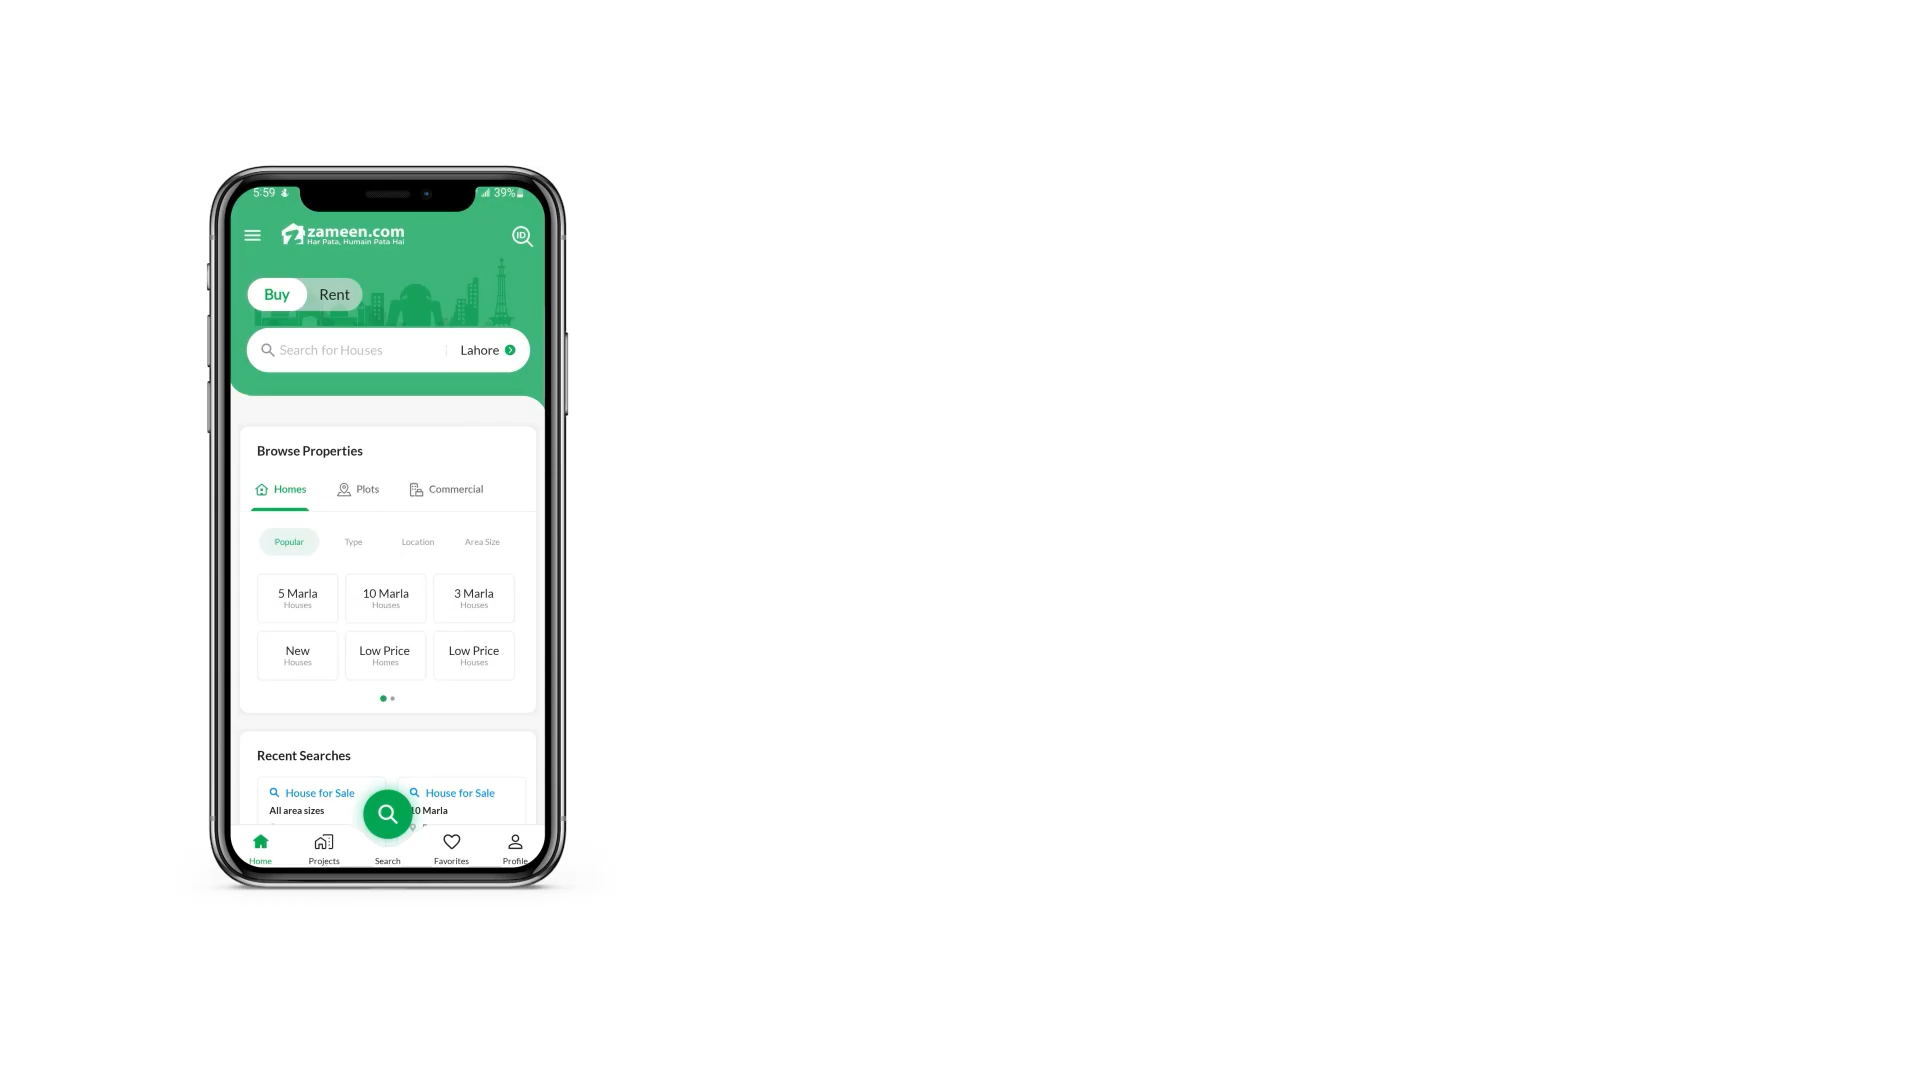 5:59 39%
zameen.com
Har Pata, Humain Pata Hai
ID
Buy Rent
Search for Houses Lahore
Browse Properties
Homes Plots Commercial
Popular Type Location Area Size
5 Marla 10 Marla 3 Marla
Houses Houses Houses
New Low Price Low Price
Houses Homes Houses
Recent Searches
House for Sale House for Sale
All area sizes 10 Marla
Home Projects Search Favorites Profile